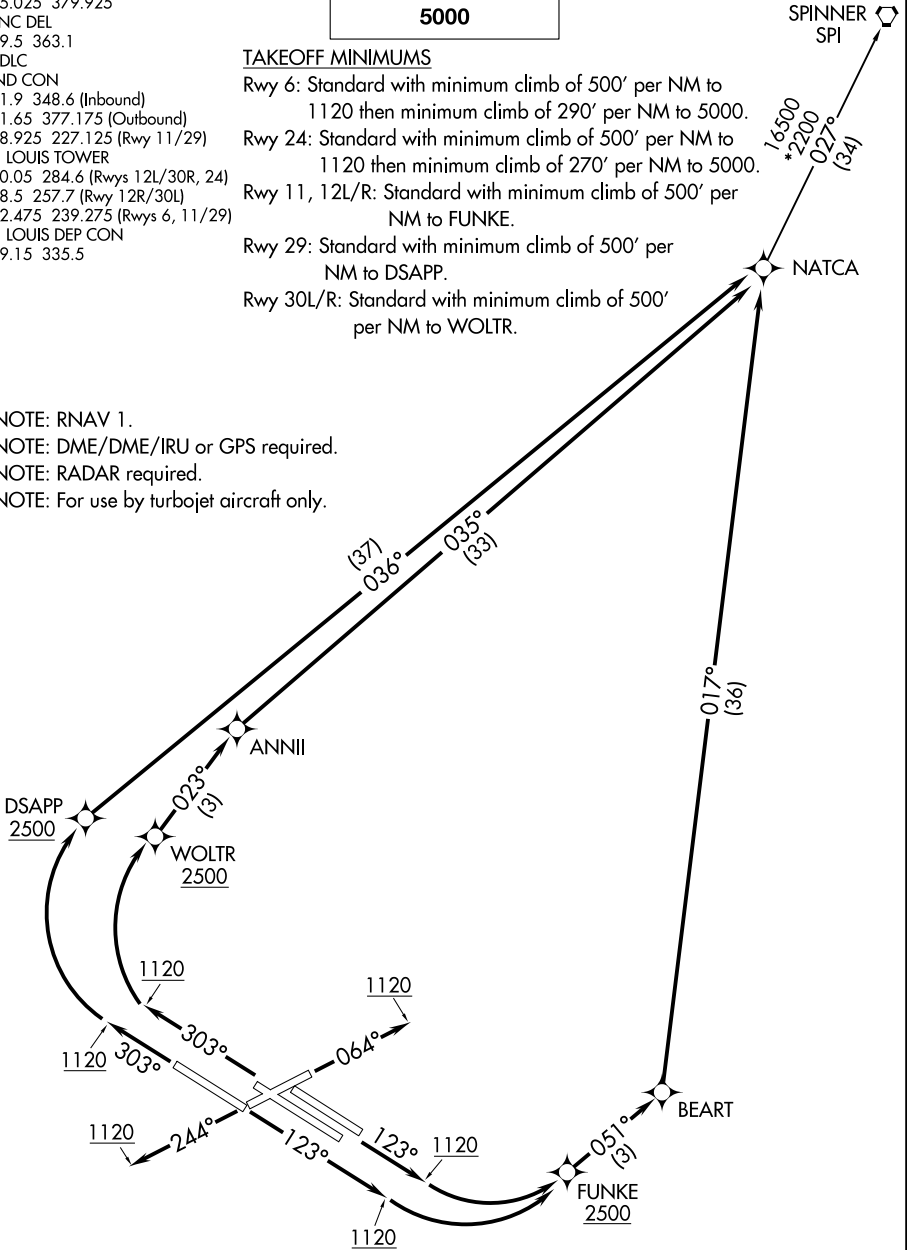 5.025 379.925
NC DEL
9.5 363.1
DLC
ND CON
1.9 348.6 (Inbound)
1.65 377.175 (Outbound)
8.925 227.125 (Rwy 11/29)
LOUIS TOWER
0.05 284.6 (Rwys 12L/30R, 24)
8.5 257.7 (Rwy 12R/30L)
2.475 239.275 (Rwys 6, 11/29)
LOUIS DEP CON
9.15 335.5
5000
TAKEOFF MINIMUMS
Rwy 6: Standard with minimum climb of 500' per NM to
1120 then minimum climb of 290' per NM to 5000.
Rwy 24: Standard with minimum climb of 500' per NM to
1120 then minimum climb of 270' per NM to 5000.
Rwy 11, 12L/R: Standard with minimum climb of 500' per
NM to FUNKE.
Rwy 29: Standard with minimum climb of 500' per
NM to DSAPP.
Rwy 30L/R: Standard with minimum climb of 500'
per NM to WOLTR.
SPINNER
SPI
16500
*2200
027°
(34)
NATCA
NOTE: RNAV 1.
NOTE: DME/DME/IRU or GPS required.
NOTE: RADAR required.
NOTE: For use by turbojet aircraft only.
(37)
036°
035°
(33)
017°
(36)
ANNII
023°
(3)
DSAPP
2500
WOLTR
2500
1120
1120
1120
303°
303°
064°
1120
244°
123°
123°
1120
1120
BEART
051°
(3)
FUNKE
2500